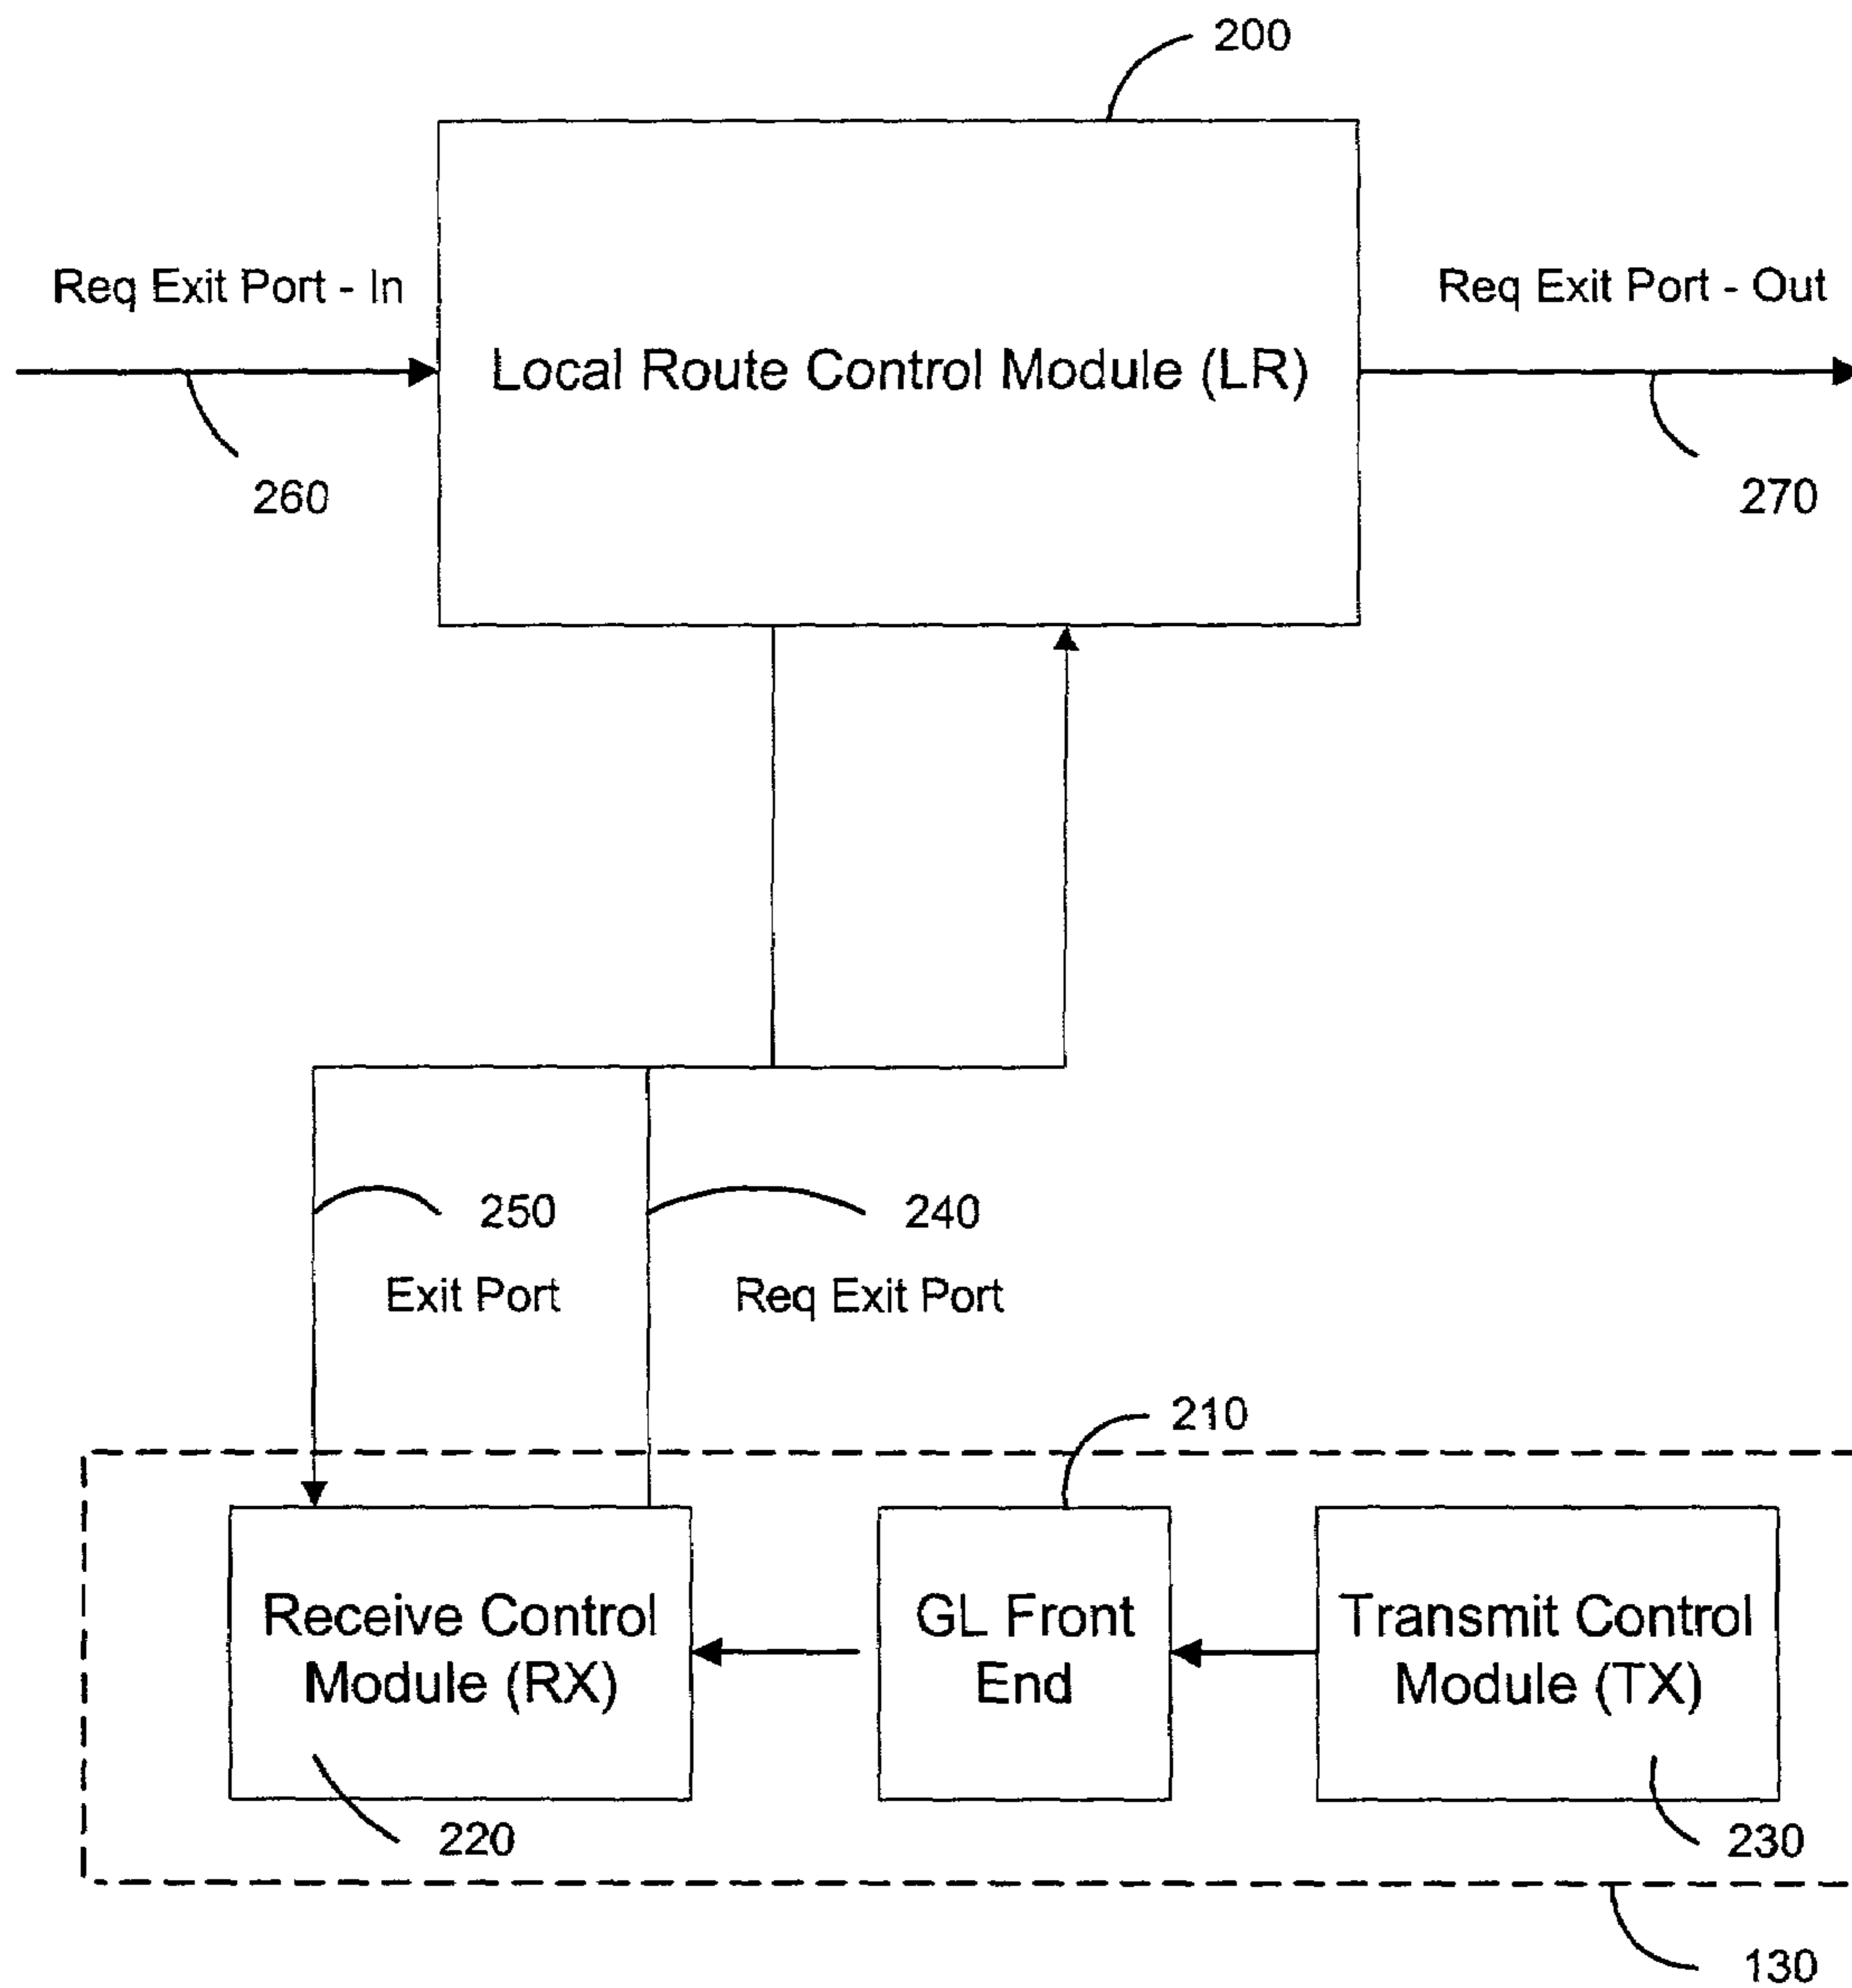 200
Req Exit Port - In
Req Exit Port - Out
Local Route Control Module (LR)
260
270
250
240
Exit Port
Req Exit Port
210
Receive Control
Module (RX)
GL Front
End
Transmit Control
Module (TX)
220
230
130